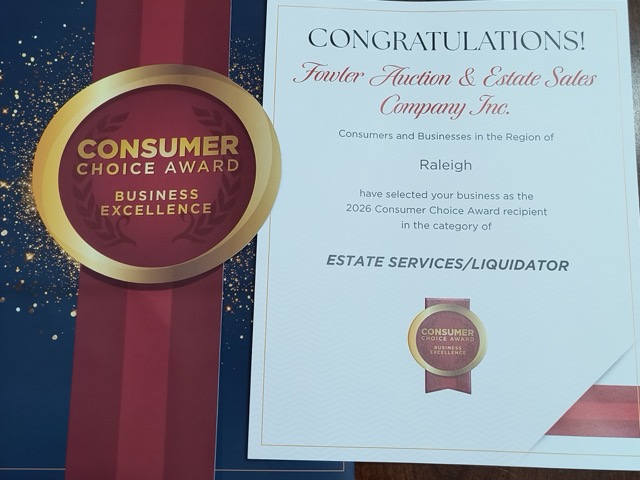 CONSUMER
CHOICE AWARD
BUSINESS
EXCELLENCE
CONGRATULATIONS!
Fowler Auction & Estate Sales
Company Inc.
Consumers and Businesses in the Region of
Raleigh
have selected your business as the
2026 Consumer Choice Award recipient
in the category of
ESTATE SERVICES/LIQUIDATOR
CONSUMER
CHOICE AWARD
BUSINESS
EXCELLENCE